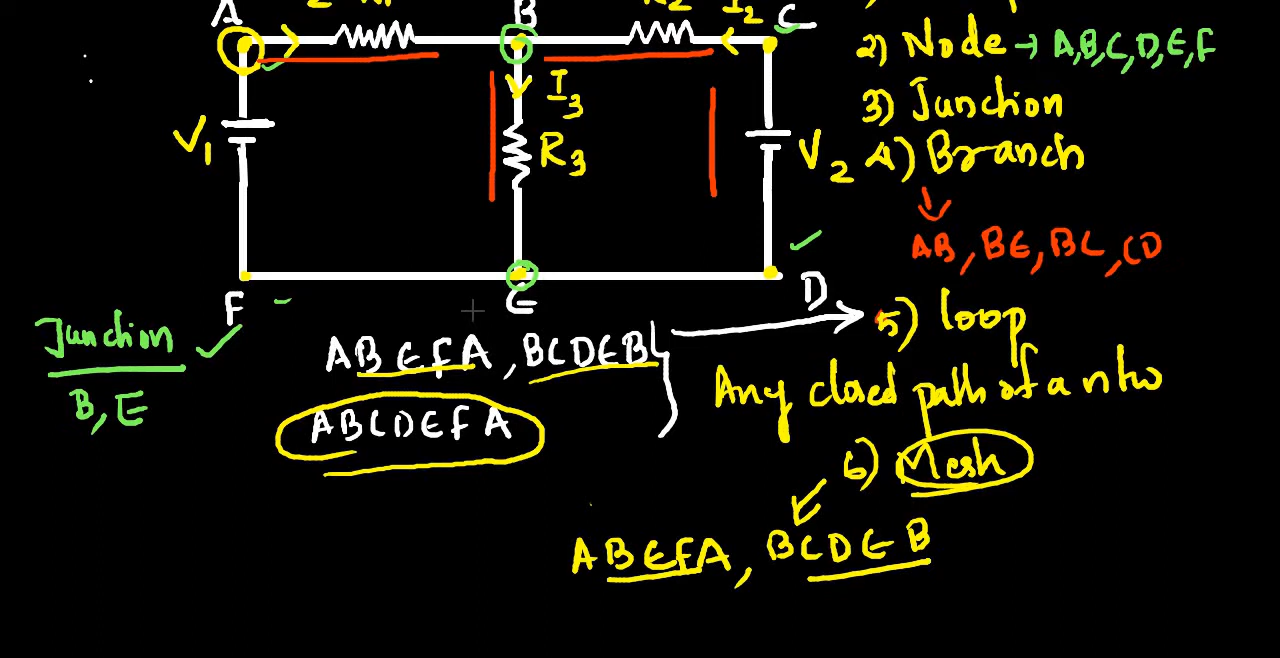 A
B
I2
C
2) Node → A,B,C,D,E,F
I3
3) Junction
V1
R3
V2
4) Branch
AB, BE, BC, CD
F
E
D
5) loop
Junction
B, E
ABEFA, BCDEB
Any closed path of a ntw
ABCDEFA
6) Mesh
ABEFA, BCDEB